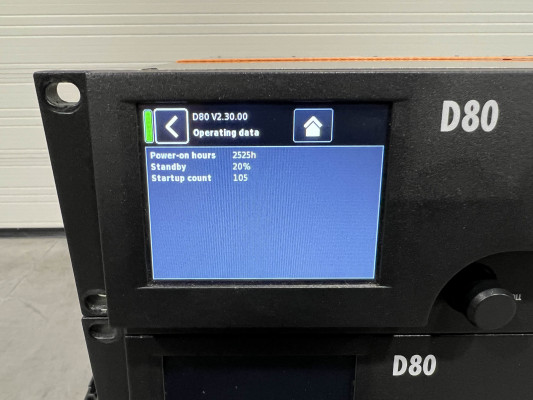 D80 V2.30.00
Operating data
Power-on hours 2525h
Standby 20%
Startup count 105
D80
D80